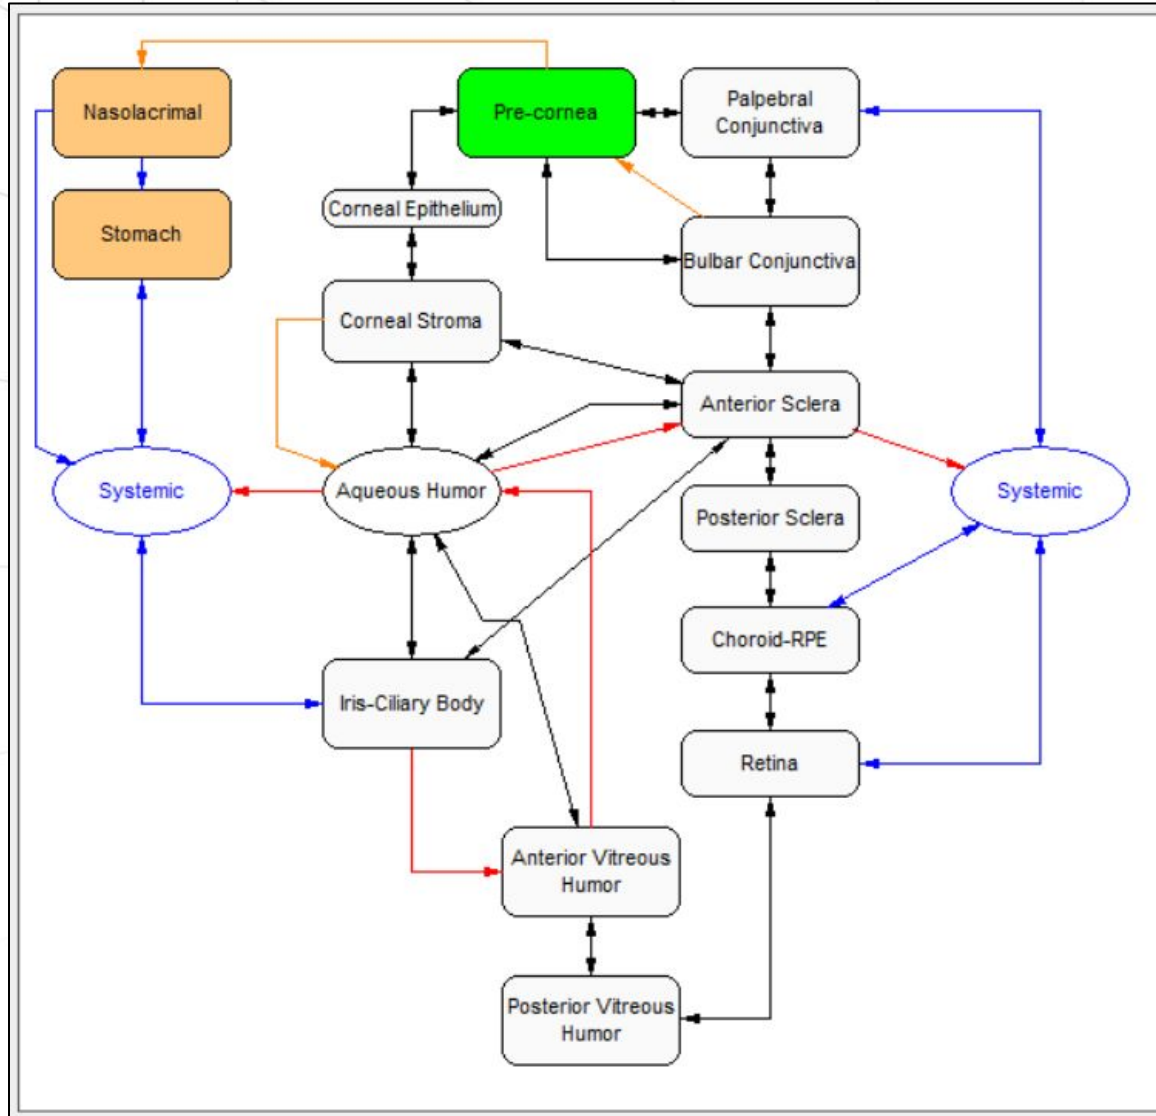 Nasolacrimal
Pre-cornea
Palpebral
Conjunctiva
Corneal Epithelium
Stomach
Bulbar Conjunctiva
Corneal Stroma
Anterior Sclera
Systemic
Aqueous Humor
Posterior Sclera
Systemic
Choroid-RPE
Iris-Ciliary Body
Retina
Anterior Vitreous
Humor
Posterior Vitreous
Humor